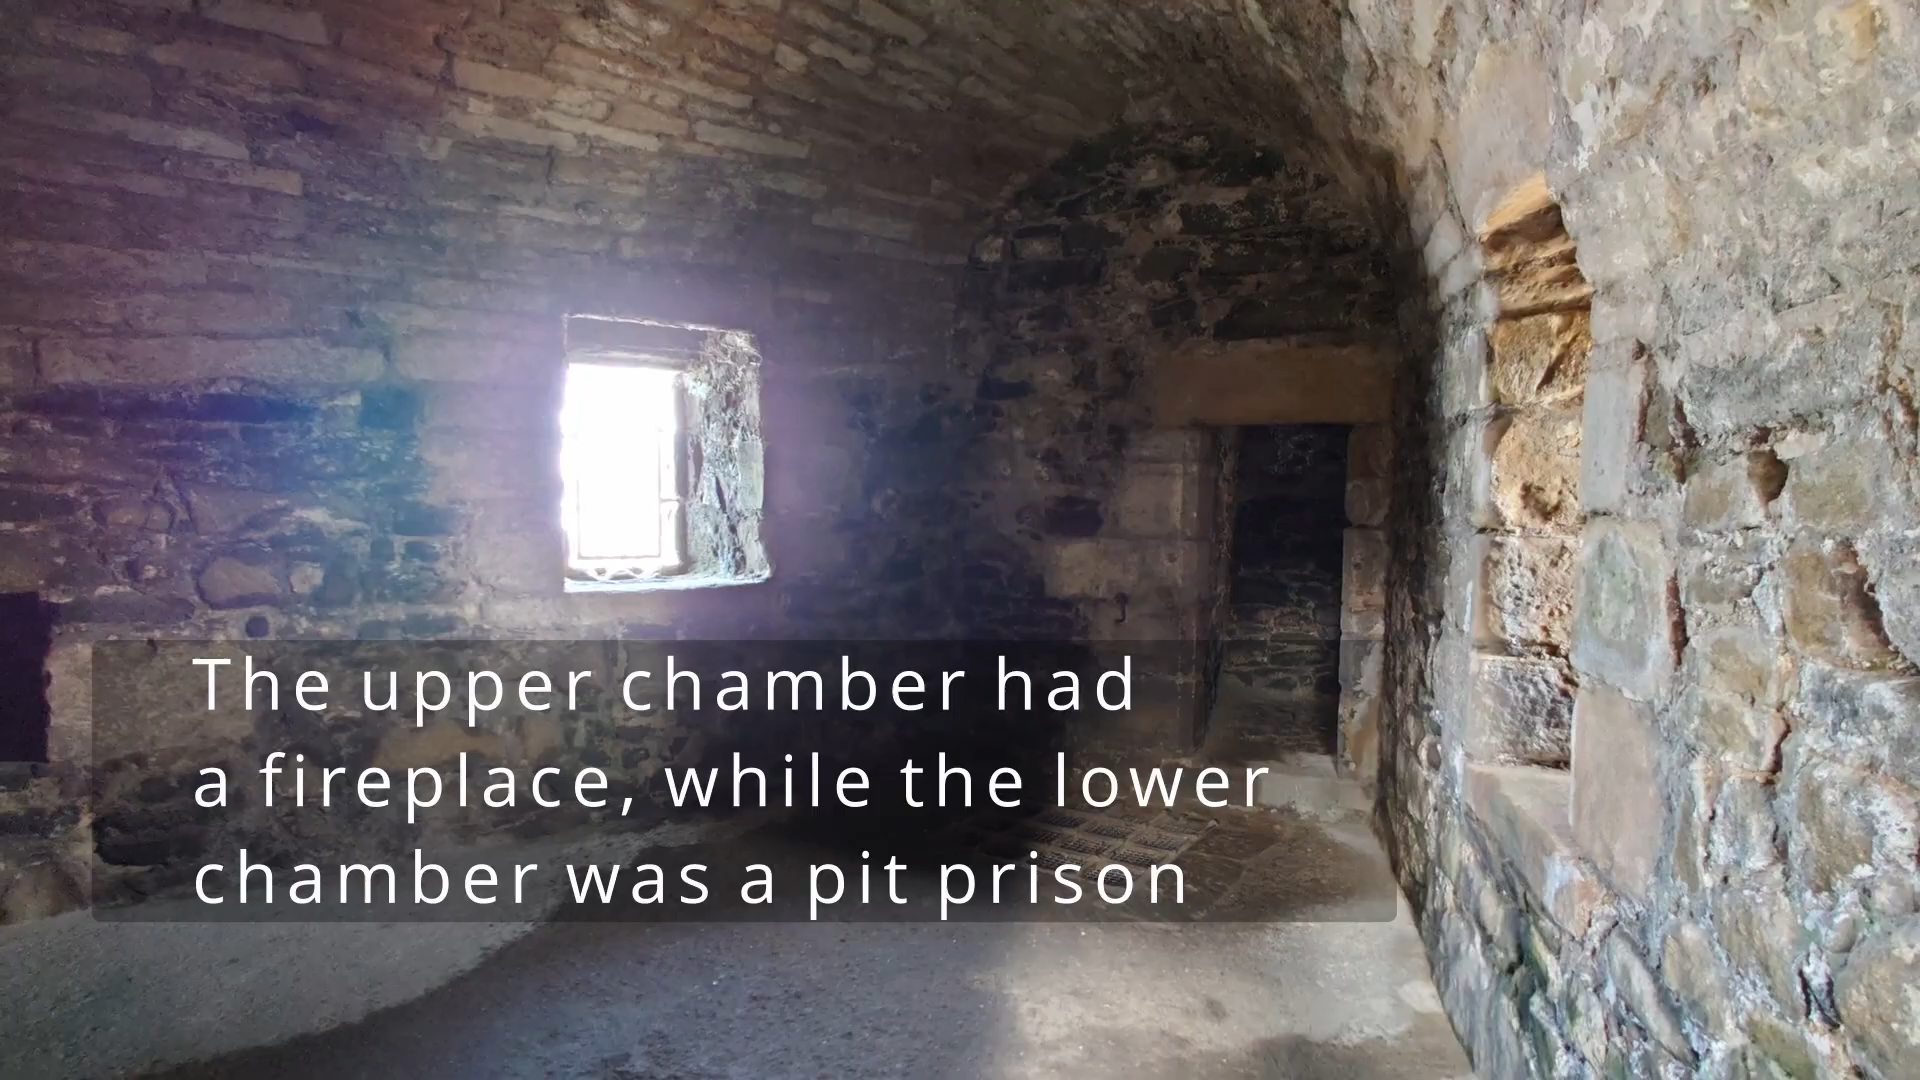 The upper chamber had
a fireplace, while the lower
chamber was a pit prison